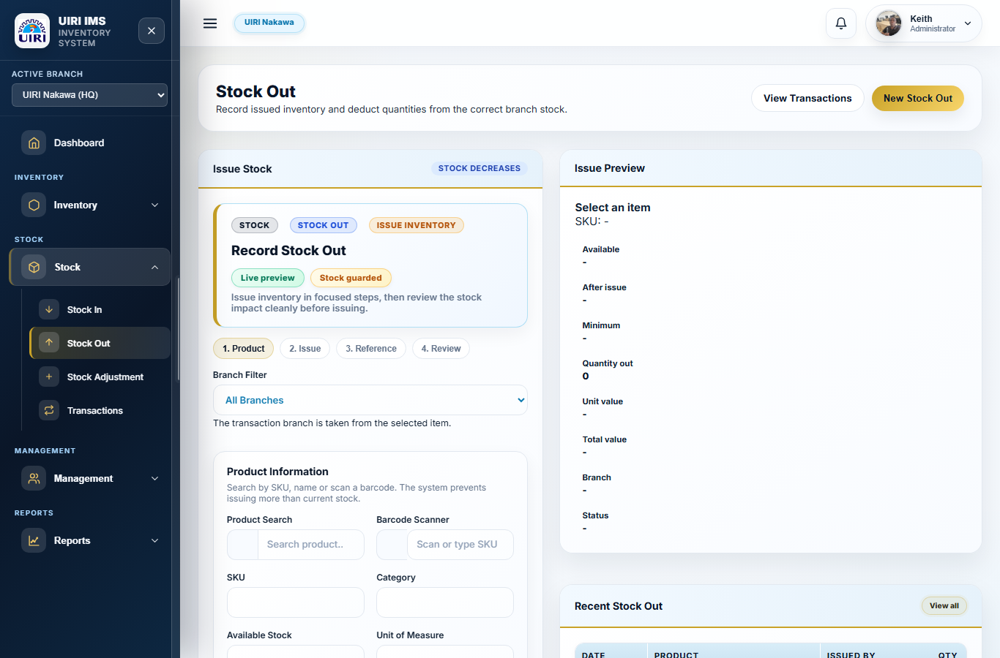 UIRI
UIRI IMS
INVENTORY
SYSTEM
ACTIVE BRANCH
UIRI Nakawa (HQ)
Dashboard
INVENTORY
Inventory
STOCK
Stock
Stock In
Stock Out
Stock Adjustment
Transactions
MANAGEMENT
Management
REPORTS
Reports
UIRI Nakawa
Keith
Administrator
Stock Out
Record issued inventory and deduct quantities from the correct branch stock.
View Transactions
New Stock Out
Issue Stock
STOCK DECREASES
STOCK
STOCK OUT
ISSUE INVENTORY
Record Stock Out
Live preview
Stock guarded
Issue inventory in focused steps, then review the stock
impact cleanly before issuing.
1. Product
2. Issue
3. Reference
4. Review
Branch Filter
All Branches
The transaction branch is taken from the selected item.
Product Information
Search by SKU, name or scan a barcode. The system prevents
issuing more than current stock.
Product Search
Barcode Scanner
Search product..
Scan or type SKU
SKU
Category
Available Stock
Unit of Measure
Issue Preview
Select an item
SKU: -
Available
-
After issue
-
Minimum
-
Quantity out
0
Unit value
-
Total value
-
Branch
-
Status
-
Recent Stock Out
View all
DATE
PRODUCT
ISSUED BY
QTY